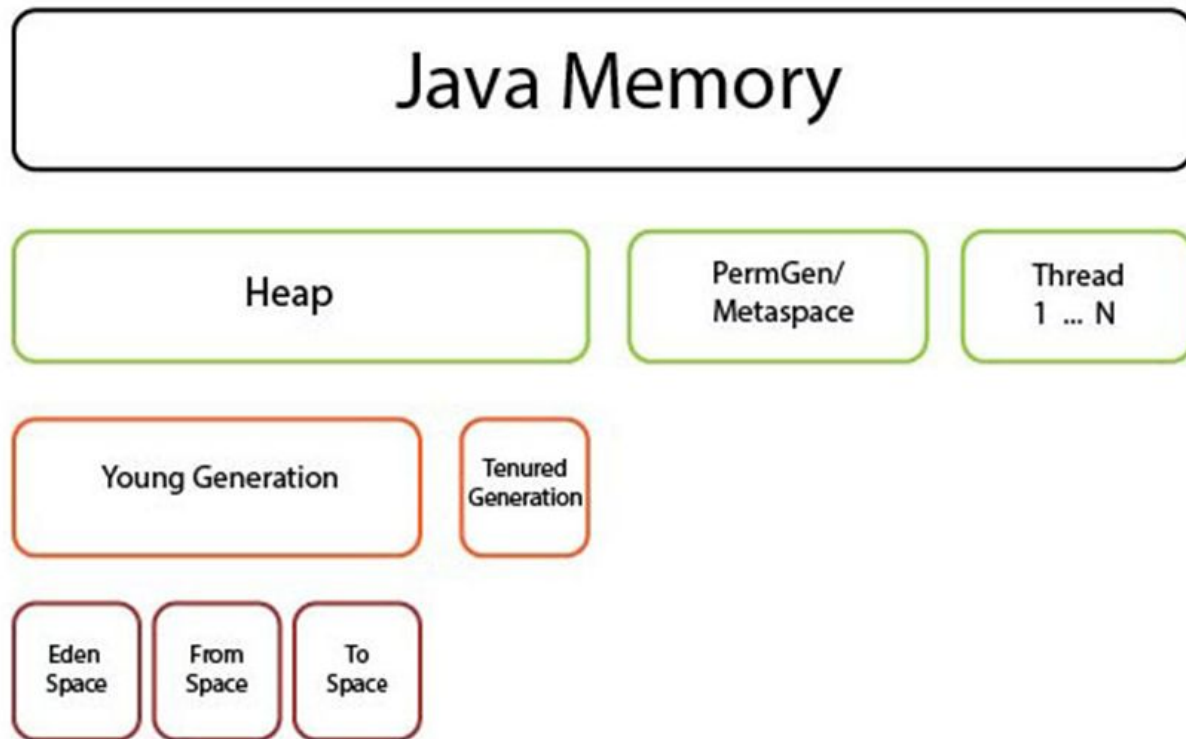 Java Memory
Heap
PermGen/
Metaspace
Thread
1 ... N
Young Generation
Tenured
Generation
Eden
Space
From
Space
To
Space